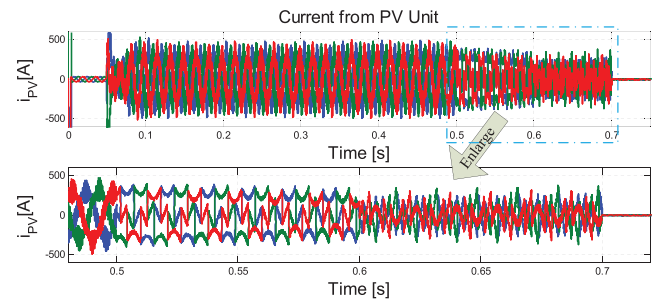 Current from PV Unit
i_PV[A]
500
0
-500
0 0.1 0.2 0.3 0.4 0.5 0.6 0.7
Time [s]
Enlarge
i_PV[A]
500
0
-500
0.5 0.55 0.6 0.65 0.7
Time [s]